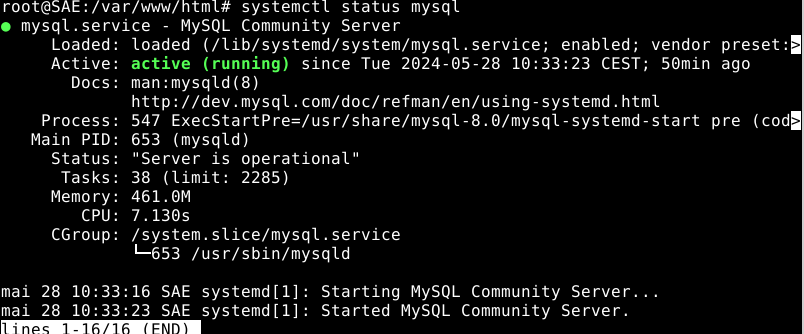 root@SAE:/var/www/html# systemctl status mysql
● mysql.service - MySQL Community Server
Loaded: loaded (/lib/systemd/system/mysql.service; enabled; vendor preset:>
Active: active (running) since Tue 2024-05-28 10:33:23 CEST; 50min ago
Docs: man:mysqld(8)
http://dev.mysql.com/doc/refman/en/using-systemd.html
Process: 547 ExecStartPre=/usr/share/mysql-8.0/mysql-systemd-start pre (cod>
Main PID: 653 (mysqld)
Status: "Server is operational"
Tasks: 38 (limit: 2285)
Memory: 461.0M
CPU: 7.130s
CGroup: /system.slice/mysql.service
└─653 /usr/sbin/mysqld
mai 28 10:33:16 SAE systemd[1]: Starting MySQL Community Server...
mai 28 10:33:23 SAE systemd[1]: Started MySQL Community Server.
lines 1-16/16 (END)